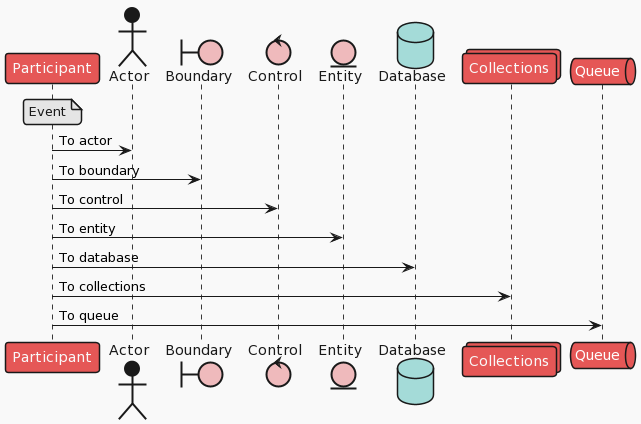 Participant
Actor
Boundary
Control
Entity
Database
Collections
Queue
Event
To actor
To boundary
To control
To entity
To database
To collections
To queue
Participant
Actor
Boundary
Control
Entity
Database
Collections
Queue